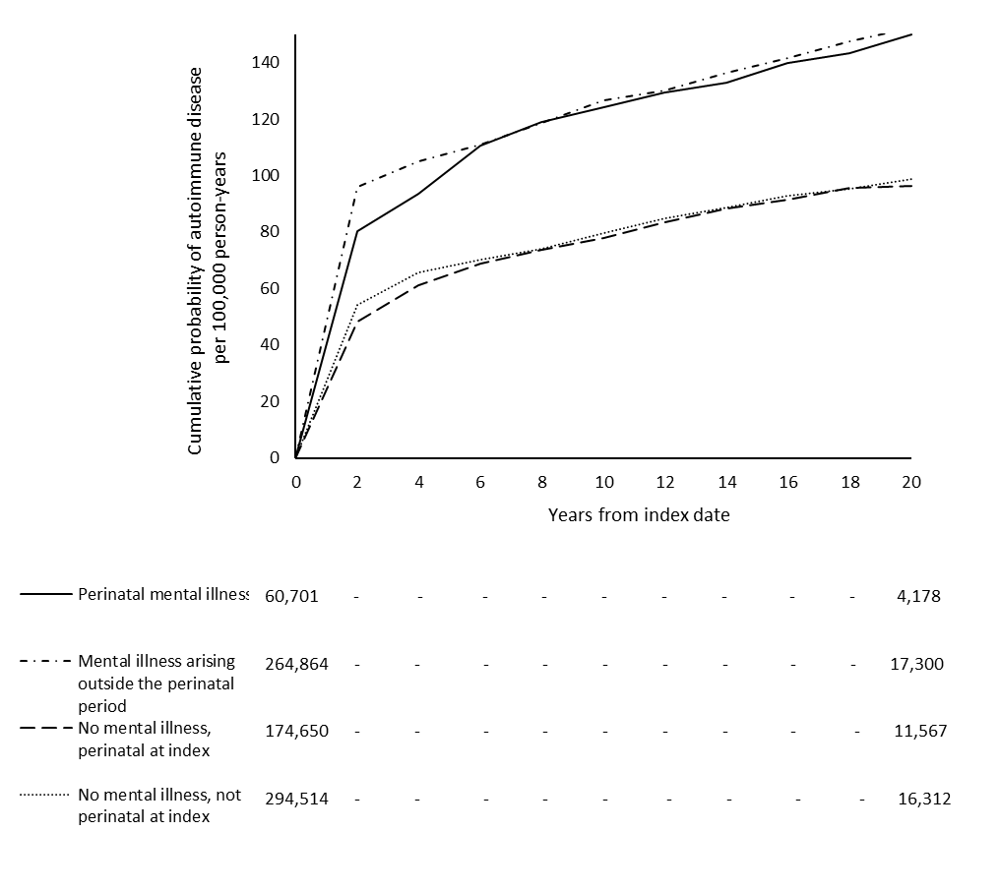 140
120
100
80
60
40
20
0
Cumulative probability of autoimmune disease
per 100,000 person-years
0 2 4 6 8 10 12 14 16 18 20
Years from index date
Perinatal mental illness 60,701 - - - - - - - - - 4,178
Mental illness arising 264,864 - - - - - - - - - 17,300
outside the perinatal
period
No mental illness, 174,650 - - - - - - - - - 11,567
perinatal at index
No mental illness, not 294,514 - - - - - - - - - 16,312
perinatal at index